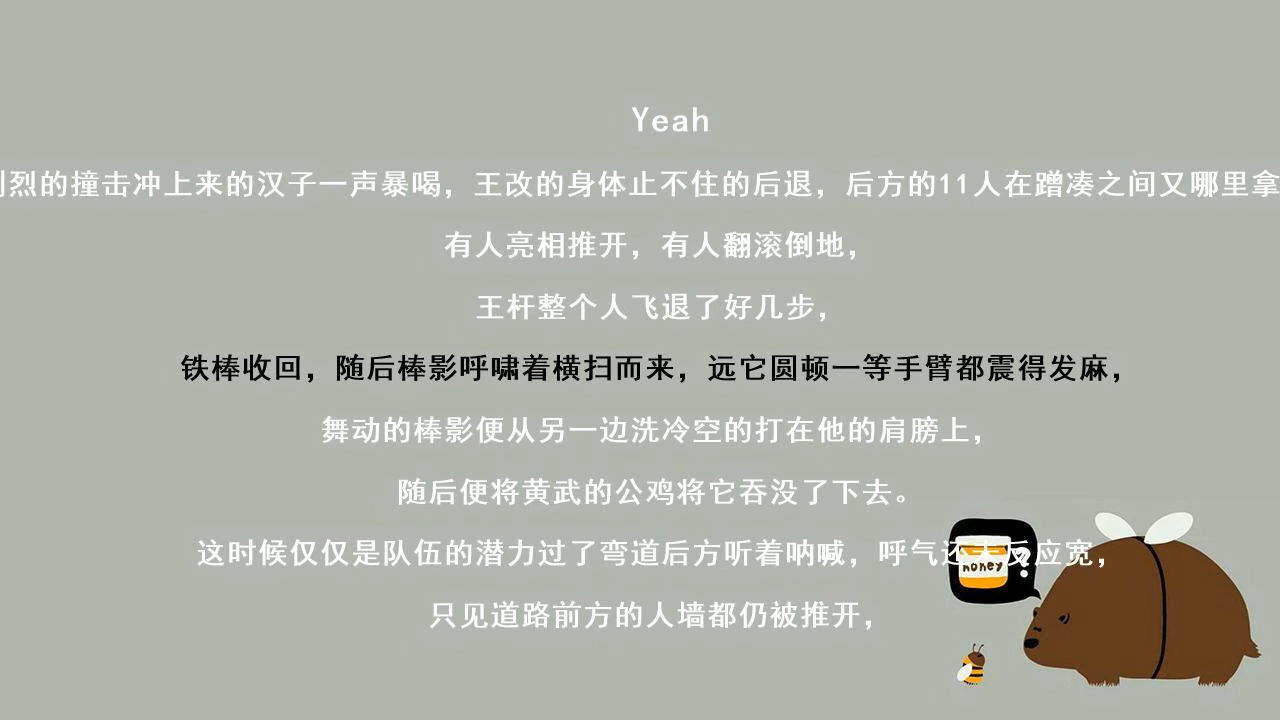 Yeah
烈的撞击冲上来的汉子一声暴喝，王改的身体止不住的后退，后方的11人在蹭凑之间又哪里拿
有人亮相推开，有人翻滚倒地，
王杆整个人飞退了好几步，
铁棒收回，随后棒影呼啸着横扫而来，远它圆顿一等手臂都震得发麻，
舞动的棒影便从另一边洗冷空的打在他的肩膀上，
随后便将黄武的公鸡将它吞没了下去。
这时候仅仅是队伍的潜力过了弯道后方听着呐喊，呼气还大反应宽，
只见道路前方的人墙都仍被推开，
honey
?